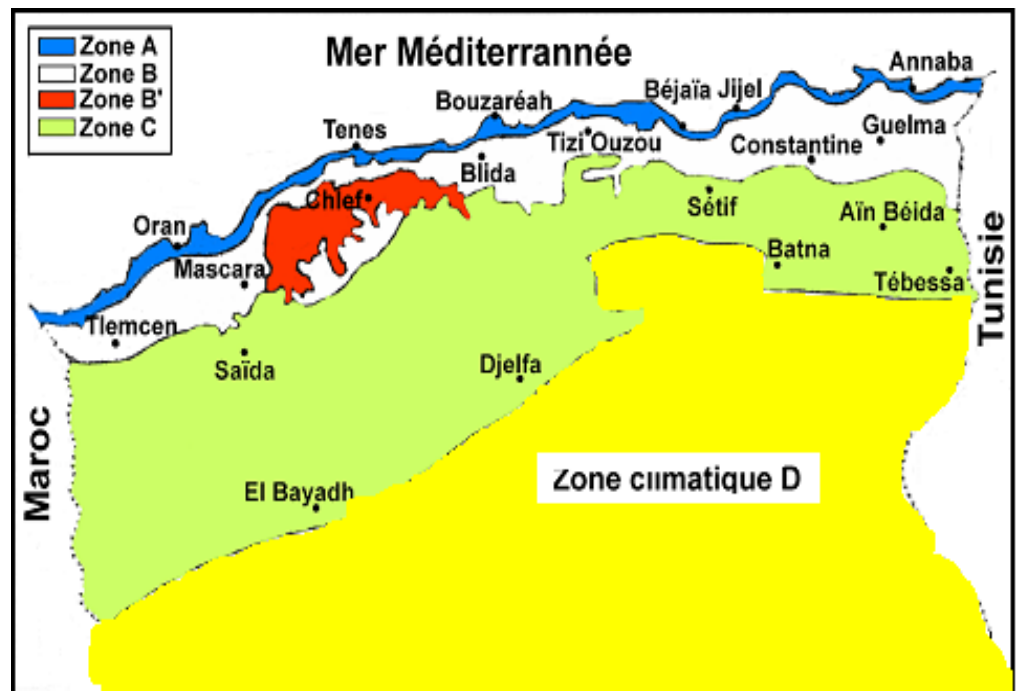 Zone A
Zone B
Zone B'
Zone C
Mer Méditerrannée
Annaba
Béjaïa Jijel
Bouzaréah
Guelma
Tenes
Tizi Ouzou
Constantine
Blida
Chlef
Sétif
Aïn Béida
Oran
Mascara
Batna
Tébessa
Tunisie
Tlemcen
Saïda
Djelfa
Maroc
Zone climatique D
El Bayadh